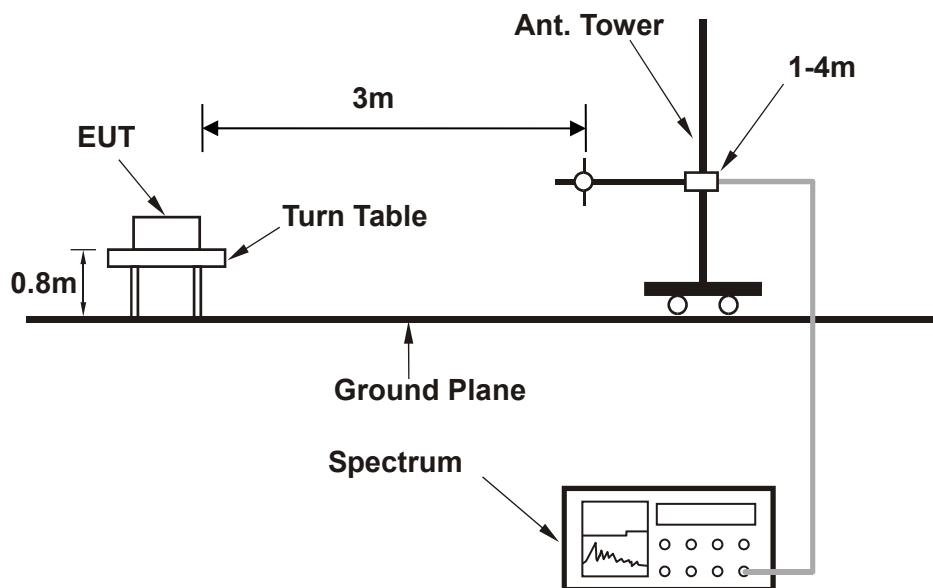 Ant. Tower
1-4m
3m
EUT
Turn Table
0.8m
Ground Plane
Spectrum